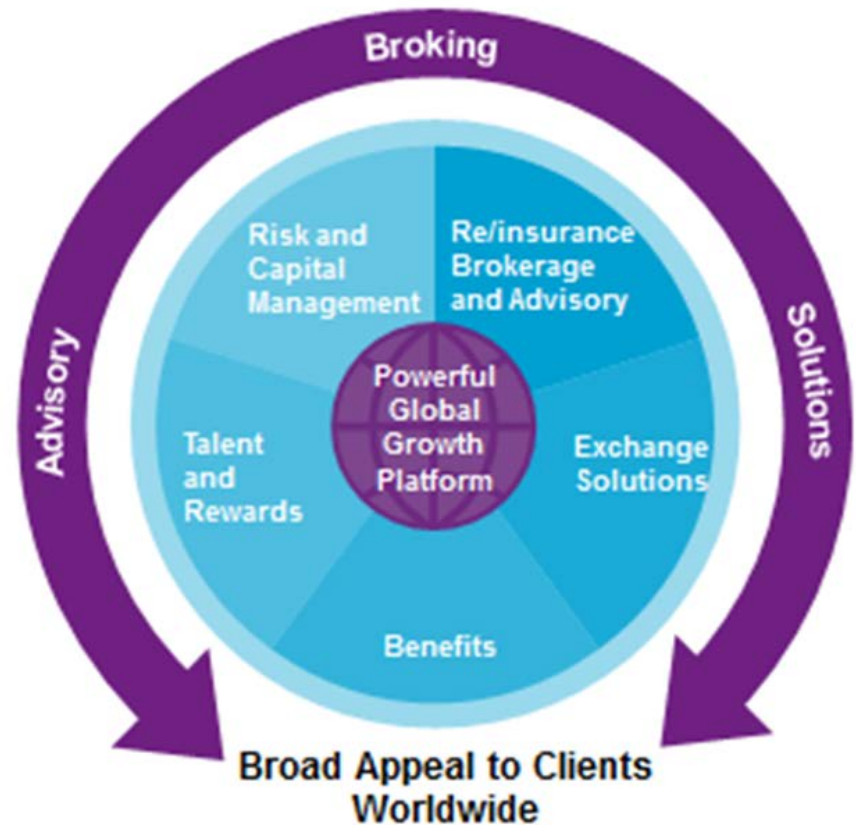 Broking
Advisory
Solutions
Risk and
Capital
Management
Re/insurance
Brokerage
and Advisory
Powerful
Global
Growth
Platform
Talent
and
Rewards
Exchange
Solutions
Benefits
Broad Appeal to Clients
Worldwide